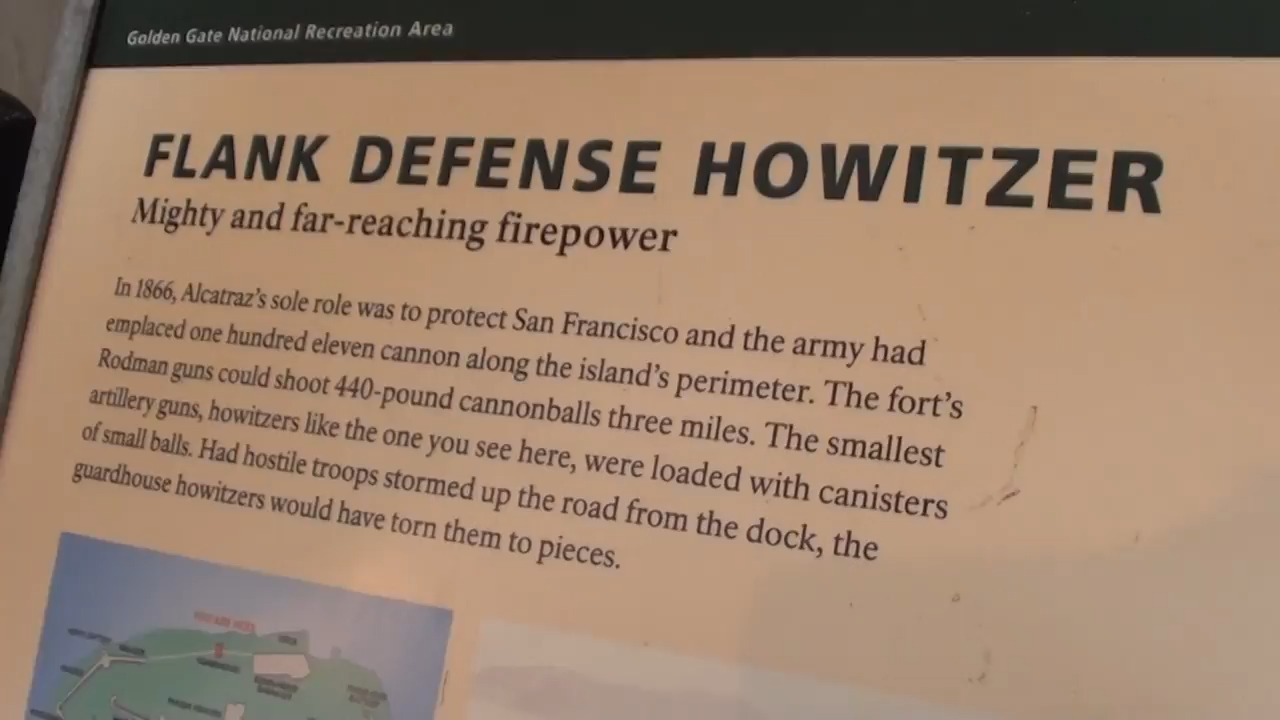 Golden Gate National Recreation Area
FLANK DEFENSE HOWITZER
Mighty and far-reaching firepower
In 1866, Alcatraz's sole role was to protect San Francisco and the army had
emplaced one hundred eleven cannon along the island's perimeter. The fort's
Rodman guns could shoot 440-pound cannonballs three miles. The smallest
artillery guns, howitzers like the one you see here, were loaded with canisters
of small balls. Had hostile troops stormed up the road from the dock, the
guardhouse howitzers would have torn them to pieces.